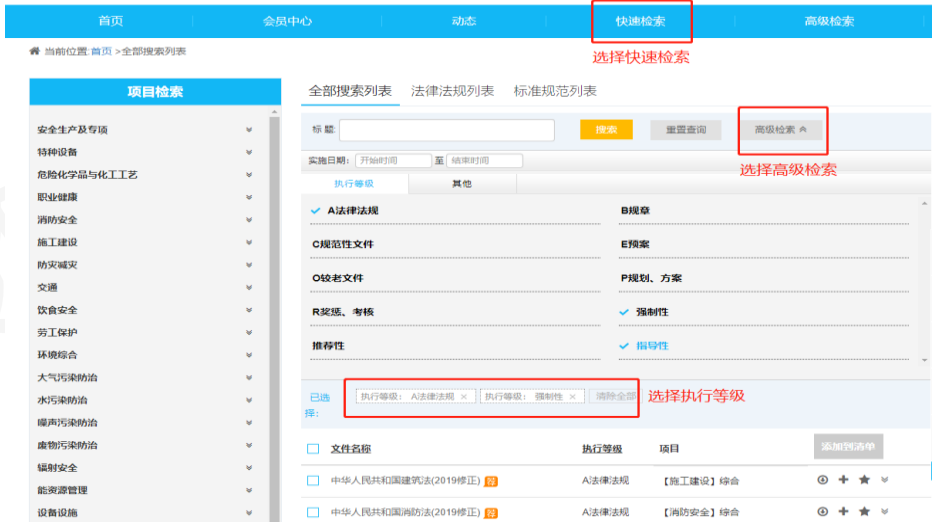 首页 会员中心 动态 快速检索 高级检索
当前位置:首页 >全部搜索列表
选择快速检索
项目检索
安全生产及专项
特种设备
危险化学品与化工工艺
职业健康
消防安全
施工建设
防灾减灾
交通
饮食安全
劳工保护
环境综合
大气污染防治
水污染防治
噪声污染防治
废物污染防治
辐射安全
能资源管理
设备设施
全部搜索列表 法律法规列表 标准规范列表
标题: 搜索 重置查询 高级检索
选择高级检索
实施日期: 开始时间 至 结束时间
执行等级 其他
A法律法规 B规章
C规范性文件 E预案
O较老文件 P规划、方案
R奖惩、考核 强制性
推荐性 指导性
已选择: 执行等级: A法律法规 × 执行等级: 强制性 × 清除全部 选择执行等级
文件名称 执行等级 项目 添加到清单
中华人民共和国建筑法(2019修正) 荐 A法律法规 【施工建设】综合
中华人民共和国消防法(2019修正) 荐 A法律法规 【消防安全】综合